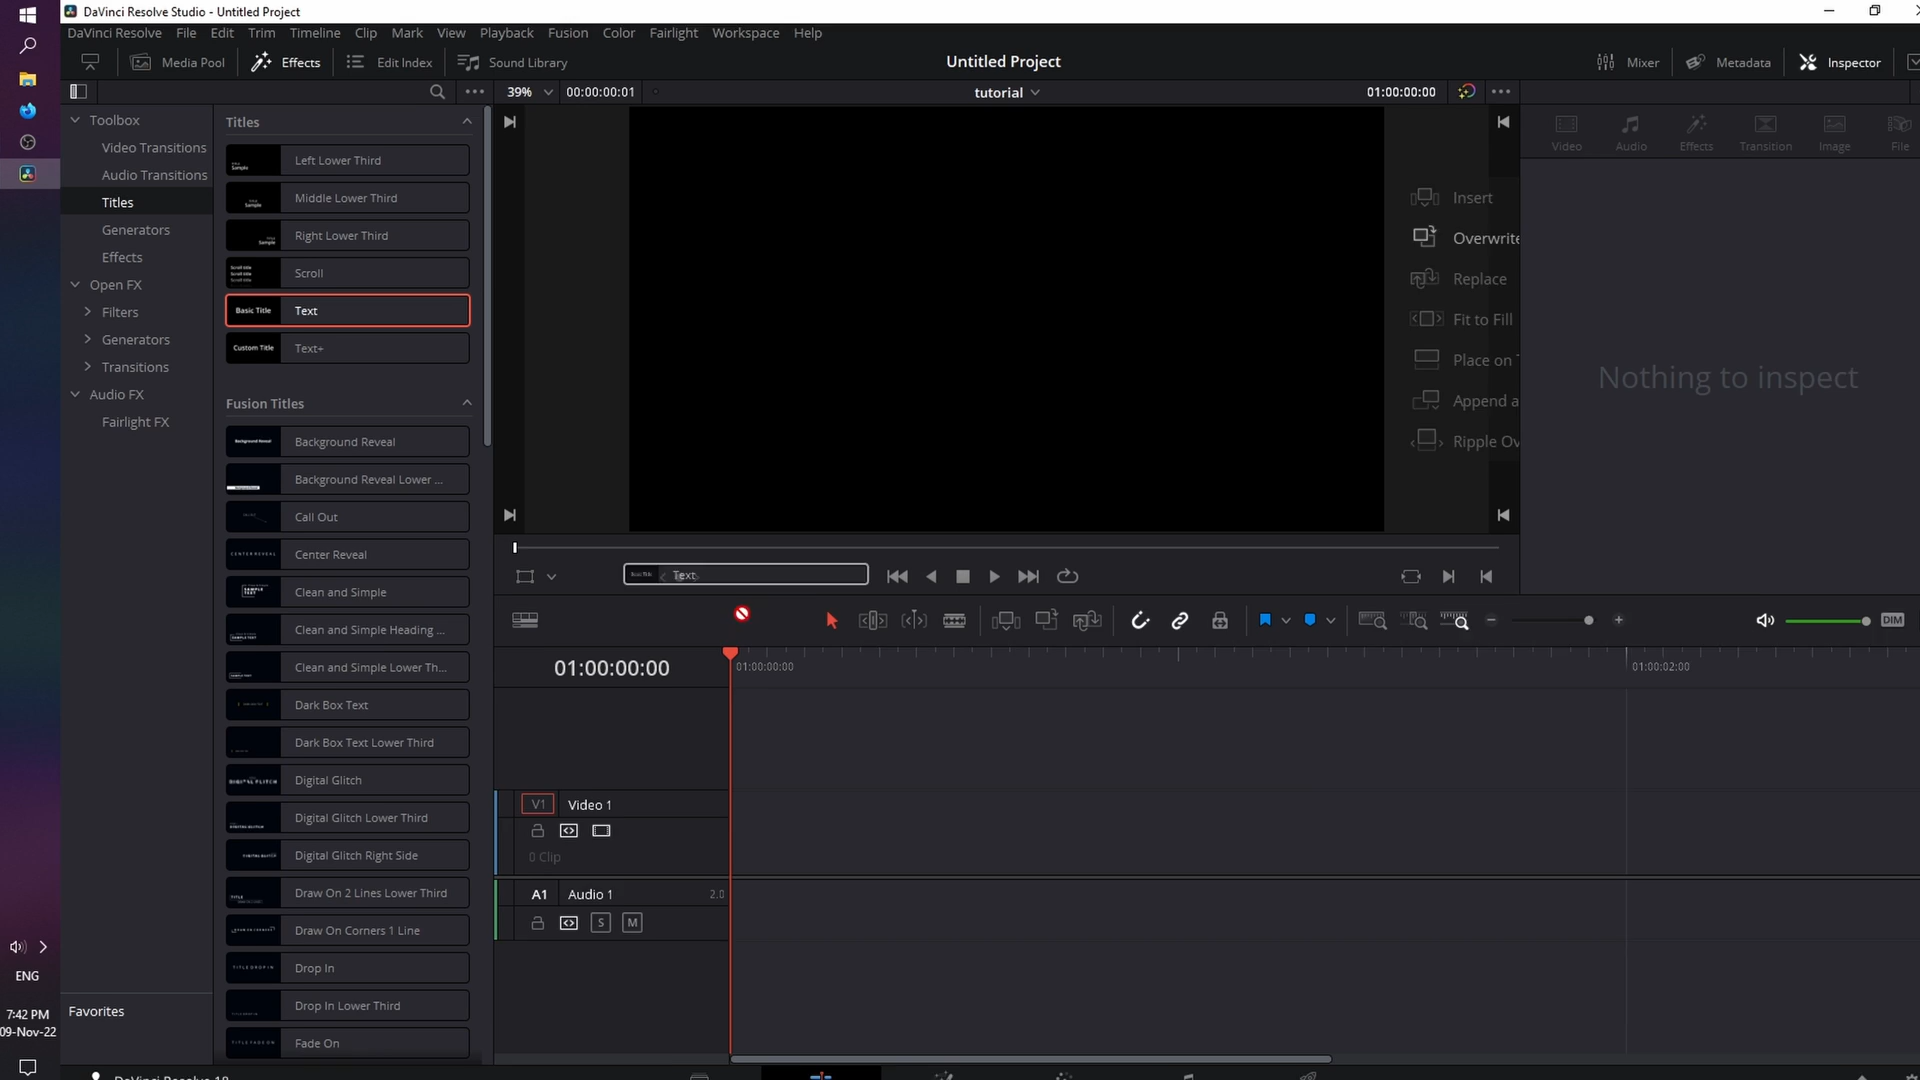 DaVinci Resolve Studio - Untitled Project
DaVinci Resolve File Edit Trim Timeline Clip Mark View Playback Fusion Color Fairlight Workspace Help
Media Pool Effects Edit Index Sound Library Untitled Project Mixer Metadata Inspector
39% 00:00:00:01 tutorial 01:00:00:00
Toolbox
Video Transitions
Audio Transitions
Titles
Generators
Effects
Open FX
Filters
Generators
Transitions
Audio FX
Fairlight FX
Favorites
Titles
Left Lower Third
Middle Lower Third
Right Lower Third
Scroll
Basic Title Text
Custom Title Text+
Fusion Titles
Background Reveal
Background Reveal Lower ...
Call Out
Center Reveal
Clean and Simple
Clean and Simple Heading ...
Clean and Simple Lower Th...
Dark Box Text
Dark Box Text Lower Third
Digital Glitch
Digital Glitch Lower Third
Digital Glitch Right Side
Draw On 2 Lines Lower Third
Draw On Corners 1 Line
Drop In
Drop In Lower Third
Fade On
Insert
Overwrite
Replace
Fit to Fill
Place on T
Append a
Ripple Ov
Video Audio Effects Transition Image File
Nothing to inspect
Text
DIM
01:00:00:00 01:00:00:00 01:00:02:00
V1 Video 1
0 Clip
A1 Audio 1 2.0
S M
ENG
7:42 PM
09-Nov-22